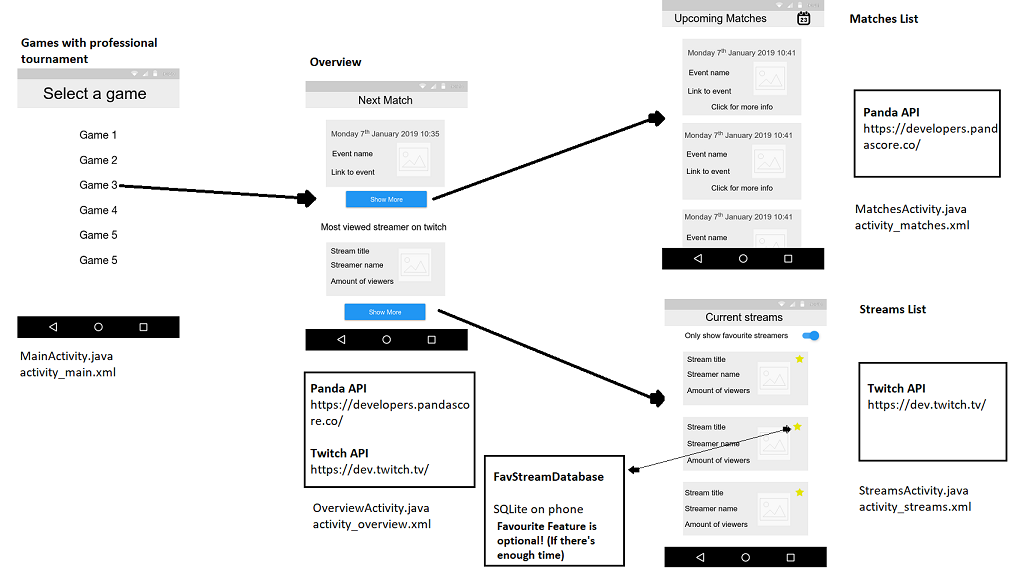 Games with professional
tournament
Select a game
Game 1
Game 2
Game 3
Game 4
Game 5
Game 5
MainActivity.java
activity_main.xml
Overview
Next Match
Monday 7th January 2019 10:35
Event name
Link to event
Show More
Most viewed streamer on twitch
Stream title
Streamer name
Amount of viewers
Show More
Panda API
https://developers.pandasco
re.co/
Twitch API
https://dev.twitch.tv/
OverviewActivity.java
activity_overview.xml
FavStreamDatabase
SQLite on phone
Favourite Feature is
optional! (If there's
enough time)
Upcoming Matches
23
Monday 7th January 2019 10:41
Event name
Link to event
Click for more info
Monday 7th January 2019 10:41
Event name
Link to event
Click for more info
Monday 7th January 2019 10:41
Event name
Matches List
Panda API
https://developers.pand
ascore.co/
MatchesActivity.java
activity_matches.xml
Current streams
Only show favourite streamers
Stream title
Streamer name
Amount of viewers
Stream title
Streamer name
Amount of viewers
Stream title
Streamer name
Amount of viewers
Streams List
Twitch API
https://dev.twitch.tv/
StreamsActivity.java
activity_streams.xml